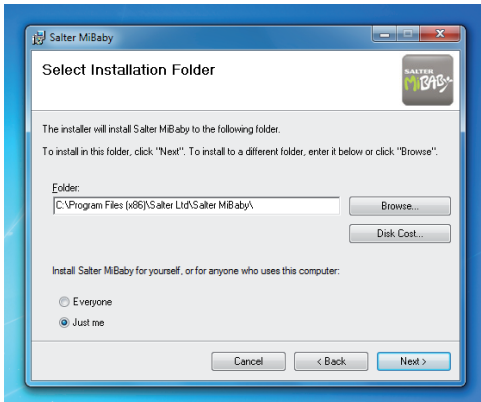 Salter MiBaby
Select Installation Folder
SALTER
MiBABY
The installer will install Salter MiBaby to the following folder.
To install in this folder, click "Next". To install to a different folder, enter it below or click "Browse".
Folder:
C:\Program Files (x86)\Salter Ltd\Salter MiBaby\
Browse...
Disk Cost...
Install Salter MiBaby for yourself, or for anyone who uses this computer:
Everyone
Just me
Cancel
< Back
Next >